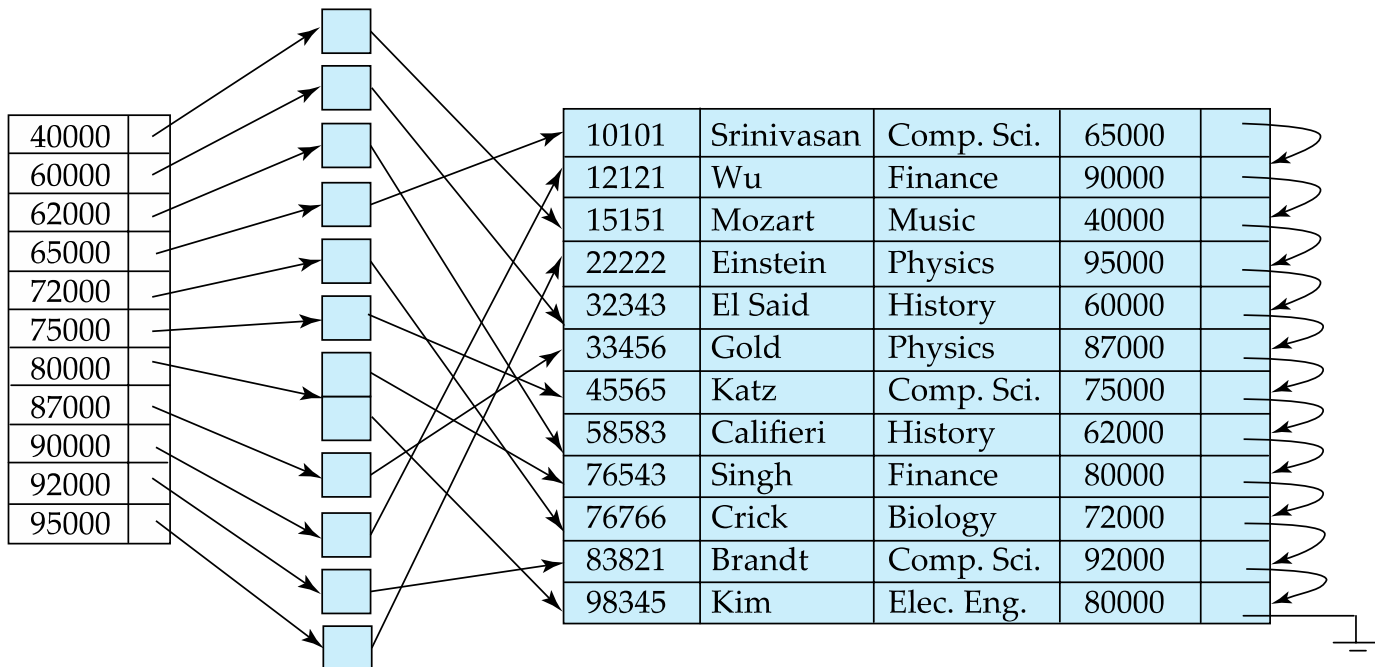 40000
60000
62000
65000
72000
75000
80000
87000
90000
92000
95000
10101 Srinivasan Comp. Sci. 65000
12121 Wu Finance 90000
15151 Mozart Music 40000
22222 Einstein Physics 95000
32343 El Said History 60000
33456 Gold Physics 87000
45565 Katz Comp. Sci. 75000
58583 Califieri History 62000
76543 Singh Finance 80000
76766 Crick Biology 72000
83821 Brandt Comp. Sci. 92000
98345 Kim Elec. Eng. 80000